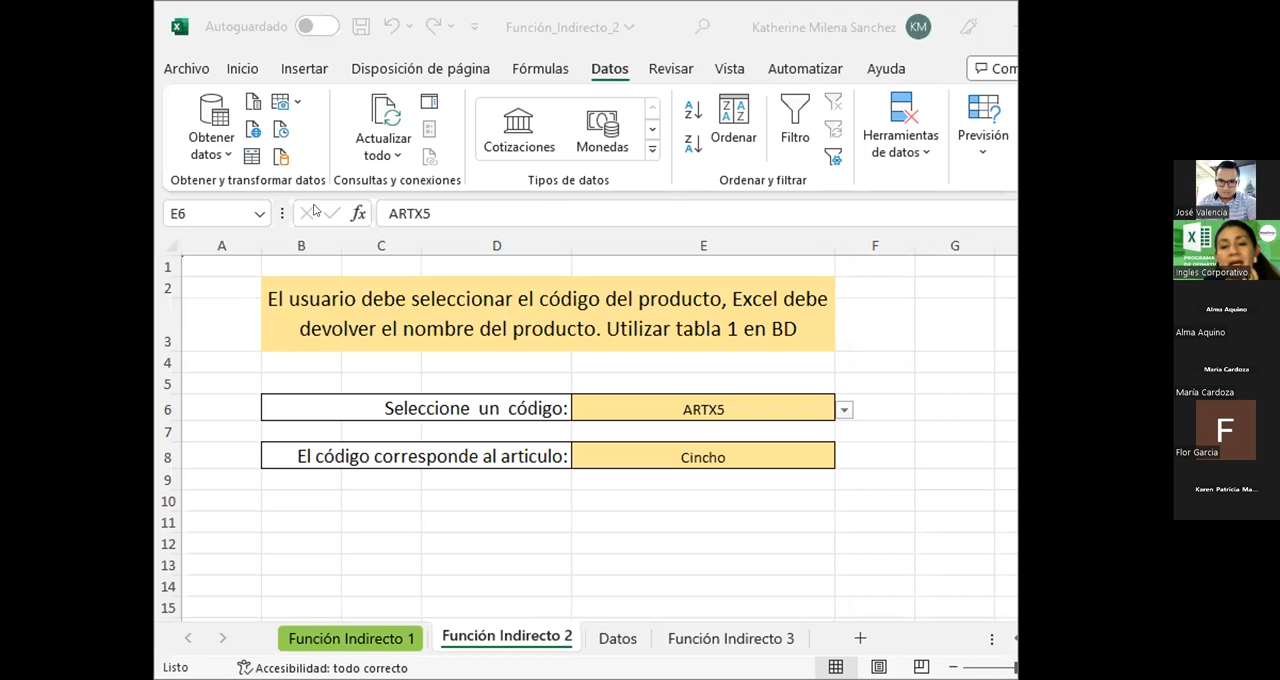 Autoguardado
Función_Indirecto_2
Katherine Milena Sanchez
KM
Archivo Inicio Insertar Disposición de página Fórmulas Datos Revisar Vista Automatizar Ayuda Com
Obtener datos
Actualizar todo
Cotizaciones
Monedas
Ordenar
Filtro
Herramientas de datos
Previsión
Obtener y transformar datos
Consultas y conexiones
Tipos de datos
Ordenar y filtrar
E6
fx
ARTX5
A B C D E F G
1
2
El usuario debe seleccionar el código del producto, Excel debe
devolver el nombre del producto. Utilizar tabla 1 en BD
3
4
5
6 Seleccione un código: ARTX5
7
8 El código corresponde al articulo: Cincho
9
10
11
12
13
14
15
Función Indirecto 1 Función Indirecto 2 Datos Función Indirecto 3
Listo
Accesibilidad: todo correcto
José Valencia
Ingles Corporativo
Alma Aquino
Alma Aquino
María Cardoza
María Cardoza
F
Flor Garcia
Karen Patricia Ma...